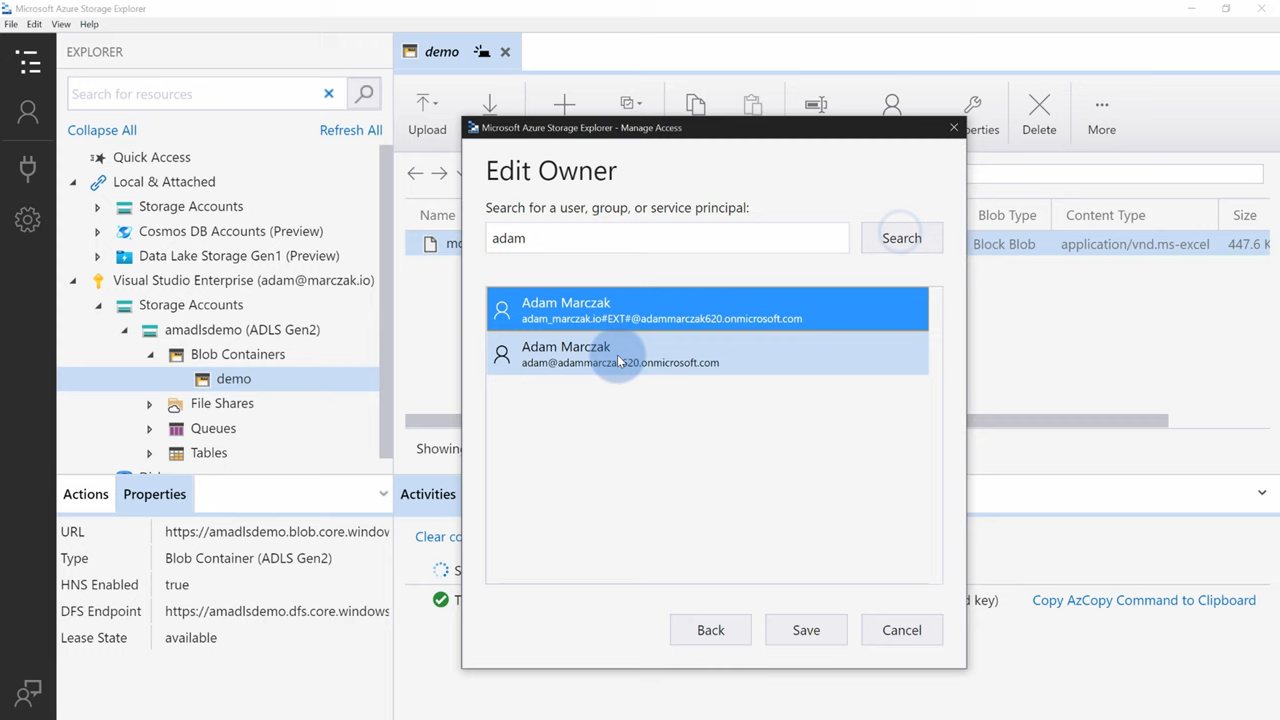 Microsoft Azure Storage Explorer
File Edit View Help
EXPLORER
Search for resources
Collapse All Refresh All
Quick Access
Local & Attached
Storage Accounts
Cosmos DB Accounts (Preview)
Data Lake Storage Gen1 (Preview)
Visual Studio Enterprise (adam@marczak.io)
Storage Accounts
amadlsdemo (ADLS Gen2)
Blob Containers
demo
File Shares
Queues
Tables
Actions Properties
URL https://amadlsdemo.blob.core.window
Type Blob Container (ADLS Gen2)
HNS Enabled true
DFS Endpoint https://amadlsdemo.dfs.core.windows
Lease State available
demo
Upload
Delete
More
Name Blob Type Content Type Size
Block Blob application/vnd.ms-excel 447.6 K
Showing
Activities
Clear co
S
T d key) Copy AzCopy Command to Clipboard
Microsoft Azure Storage Explorer - Manage Access
Edit Owner
Search for a user, group, or service principal:
adam
Search
Adam Marczak
adam_marczak.io#EXT#@adammarczak620.onmicrosoft.com
Adam Marczak
adam@adammarczak620.onmicrosoft.com
Back Save Cancel